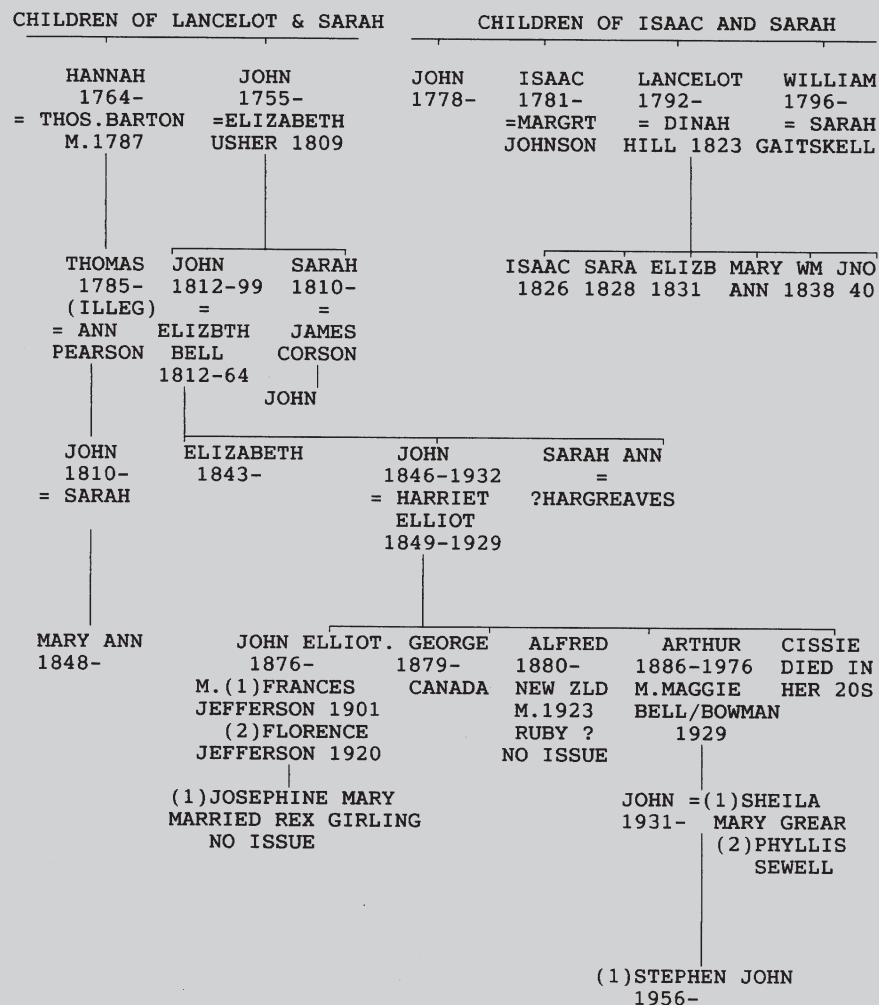 CHILDREN OF LANCELOT & SARAH CHILDREN OF ISAAC AND SARAH
HANNAH JOHN JOHN ISAAC LANCELOT WILLIAM
1764- 1755- 1778- 1781- 1792- 1796-
= THOS.BARTON =ELIZABETH =MARGRT = DINAH = SARAH
M.1787 USHER 1809 JOHNSON HILL 1823 GAITSKELL
THOMAS JOHN SARAH ISAAC SARA ELIZB MARY WM JNO
1785- 1812-99 1810- 1826 1828 1831 ANN 1838 40
(ILLEG) = =
= ANN ELIZBTH JAMES
PEARSON BELL CORSON
1812-64
JOHN
JOHN ELIZABETH JOHN SARAH ANN
1810- 1843- 1846-1932 =
= SARAH = HARRIET ?HARGREAVES
ELLIOT
1849-1929
MARY ANN JOHN ELLIOT. GEORGE ALFRED ARTHUR CISSIE
1848- 1876- 1879- 1880- 1886-1976 DIED IN
M.(1)FRANCES CANADA NEW ZLD M.MAGGIE HER 20S
JEFFERSON 1901 M.1923 BELL/BOWMAN
(2)FLORENCE RUBY ? 1929
JEFFERSON 1920 NO ISSUE
(1)JOSEPHINE MARY JOHN =(1)SHEILA
MARRIED REX GIRLING 1931- MARY GREAR
NO ISSUE (2)PHYLLIS
SEWELL
(1)STEPHEN JOHN
1956-